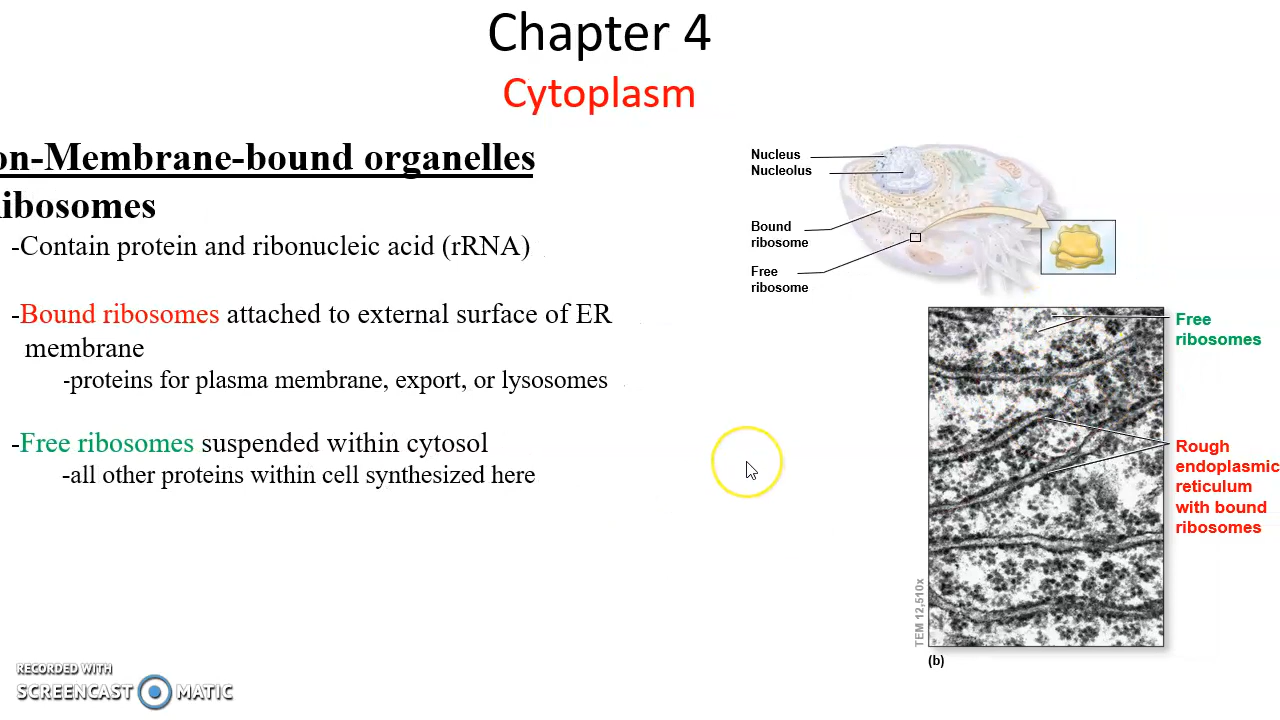 Chapter 4
Cytoplasm
on-Membrane-bound organelles
ibosomes
-Contain protein and ribonucleic acid (rRNA)
-Bound ribosomes attached to external surface of ER
membrane
-proteins for plasma membrane, export, or lysosomes
-Free ribosomes suspended within cytosol
-all other proteins within cell synthesized here
Nucleus
Nucleolus
Bound
ribosome
Free
ribosome
Free
ribosomes
Rough
endoplasmic
reticulum
with bound
ribosomes
TEM 12,510x
(b)
RECORDED WITH
SCREENCAST MATIC